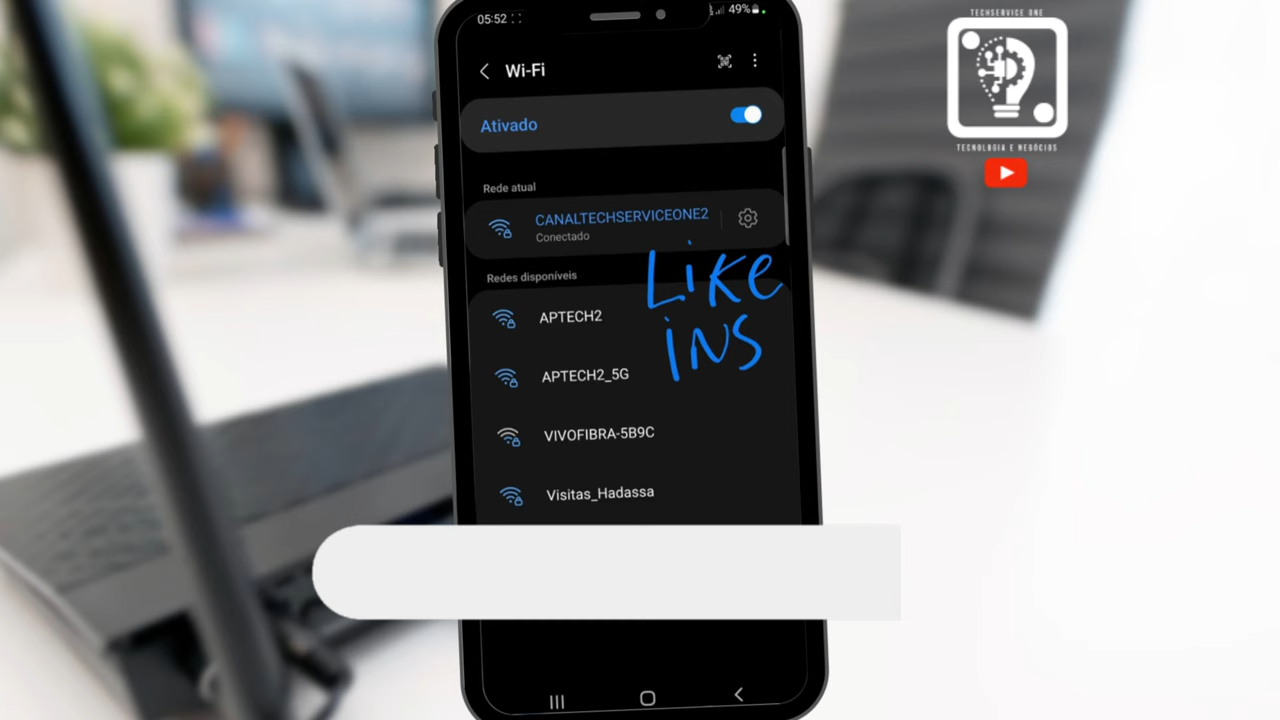 TECHSERVICE ONE
TECNOLOGIA E NEGÓCIOS
05:52
49%
Wi-Fi
Ativado
Rede atual
CANALTECHSERVICEONE2
Conectado
Redes disponíveis
LiKe
iNS
APTECH2
APTECH2_5G
VIVOFIBRA-5B9C
Visitas_Hadassa